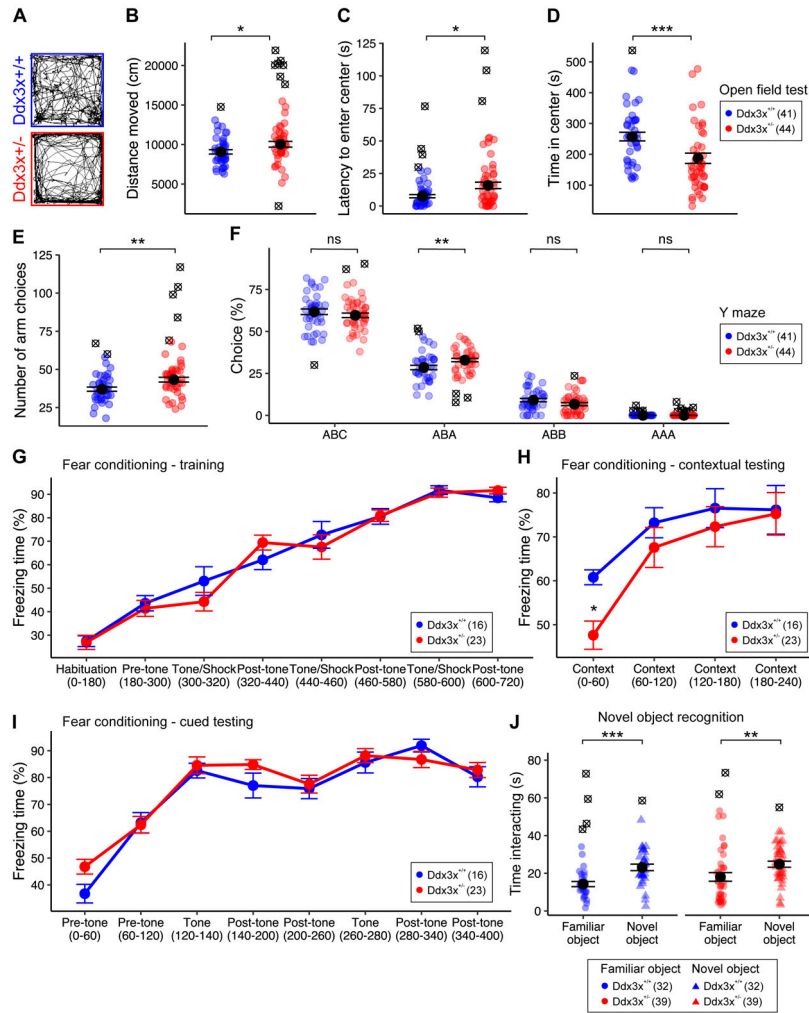 A
Ddx3x+/+
Ddx3x+/-
B
*
Distance moved (cm)
20000
15000
10000
5000
C
*
Latency to enter center (s)
125
100
75
50
25
0
D
***
Time in center (s)
500
400
300
200
100
Open field test
Ddx3x+/+ (41)
Ddx3x+/- (44)
E
**
Number of arm choices
125
100
75
50
25
F
ns
**
ns
ns
Choice (%)
75
50
25
0
ABC
ABA
ABB
AAA
Y maze
Ddx3x+/+ (41)
Ddx3x+/- (44)
G
Fear conditioning - training
Freezing time (%)
90
80
70
60
50
40
30
Ddx3x+/+ (16)
Ddx3x+/- (23)
Habituation Pre-tone Tone/Shock Post-tone Tone/Shock Post-tone Tone/Shock Post-tone
(0-180) (180-300) (300-320) (320-440) (440-460) (460-580) (580-600) (600-720)
H
Fear conditioning - contextual testing
Freezing time (%)
80
70
60
50
*
Ddx3x+/+ (16)
Ddx3x+/- (23)
Context Context Context Context
(0-60) (60-120) (120-180) (180-240)
I
Fear conditioning - cued testing
Freezing time (%)
90
80
70
60
50
40
Ddx3x+/+ (16)
Ddx3x+/- (23)
Pre-tone Pre-tone Tone Post-tone Post-tone Tone Post-tone Post-tone
(0-60) (60-120) (120-140) (140-200) (200-260) (260-280) (280-340) (340-400)
J
Novel object recognition
***
**
Time interacting (s)
80
60
40
20
0
Familiar Novel Familiar Novel
object object object object
Familiar object Novel object
Ddx3x+/+ (32) Ddx3x+/+ (32)
Ddx3x+/- (39) Ddx3x+/- (39)